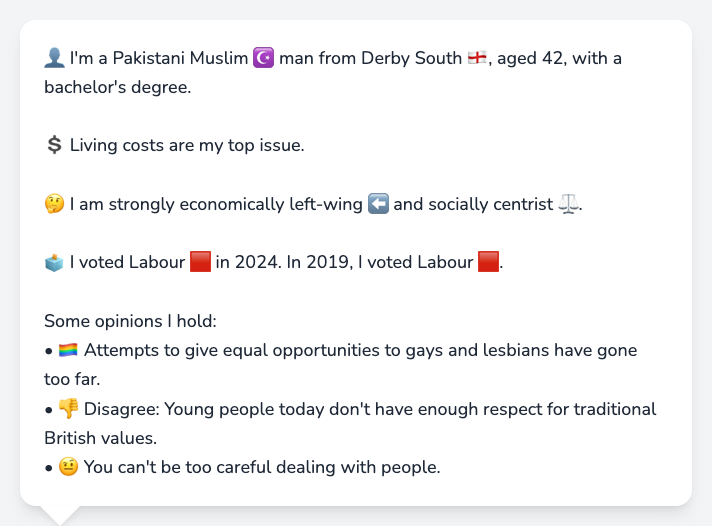 👤 I'm a Pakistani Muslim ☪️ man from Derby South 🏴󠁧󠁢󠁥󠁮󠁧󠁿, aged 42, with a
bachelor's degree.
💲 Living costs are my top issue.
🤔 I am strongly economically left-wing ⬅️ and socially centrist ⚖️.
🗳️ I voted Labour 🟥 in 2024. In 2019, I voted Labour 🟥.
Some opinions I hold:
• 🏳️‍🌈 Attempts to give equal opportunities to gays and lesbians have gone
too far.
• 👎 Disagree: Young people today don't have enough respect for traditional
British values.
• 🤨 You can't be too careful dealing with people.